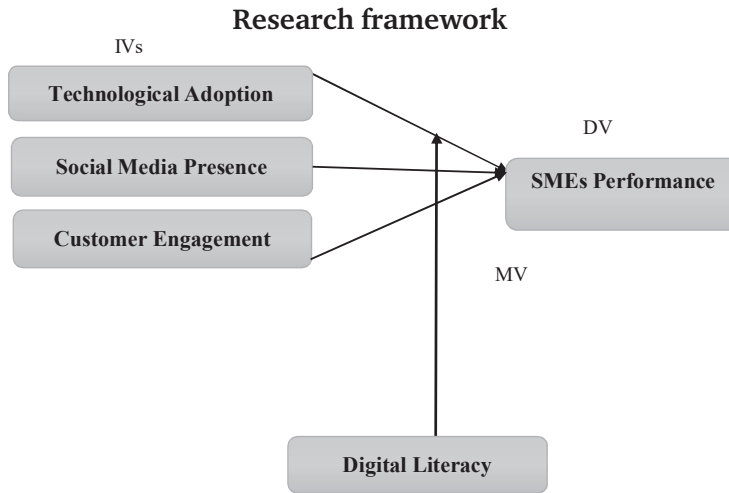 Research framework
IVs
Technological Adoption
DV
Social Media Presence
SMEs Performance
Customer Engagement
MV
Digital Literacy